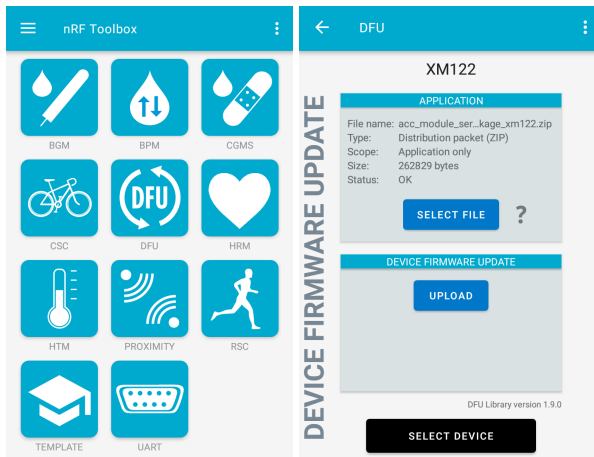 nRF Toolbox
BGM
BPM
CGMS
CSC
DFU
DFU
HRM
HTM
PROXIMITY
RSC
TEMPLATE
UART
DFU
XM122
DEVICE FIRMWARE UPDATE
APPLICATION
File name: acc_module_ser...kage_xm122.zip
Type: Distribution packet (ZIP)
Scope: Application only
Size: 262829 bytes
Status: OK
SELECT FILE ?
DEVICE FIRMWARE UPDATE
UPLOAD
DFU Library version 1.9.0
SELECT DEVICE